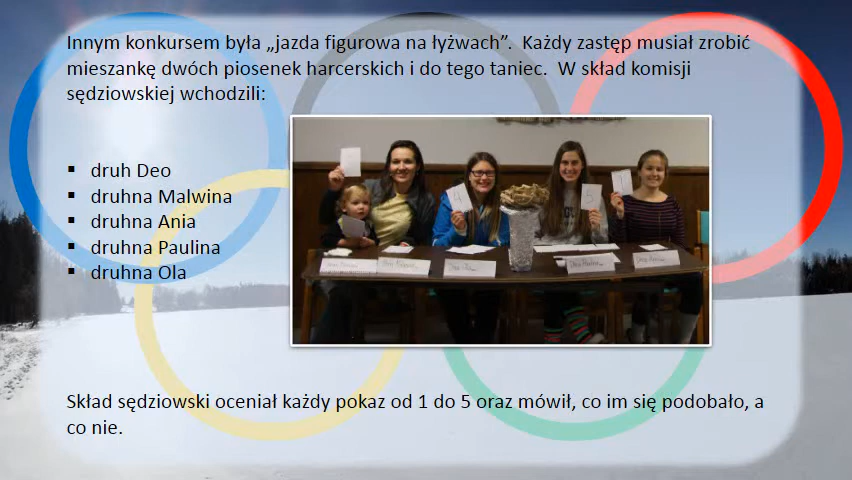 Innym konkursem była „jazda figurowa na łyżwach”. Każdy zastęp musiał zrobić
mieszankę dwóch piosenek harcerskich i do tego taniec. W skład komisji
sędziowskiej wchodzili:
▪ druh Deo
▪ druhna Malwina
▪ druhna Ania
▪ druhna Paulina
▪ druhna Ola
4
5
Skład sędziowski oceniał każdy pokaz od 1 do 5 oraz mówił, co im się podobało, a
co nie.